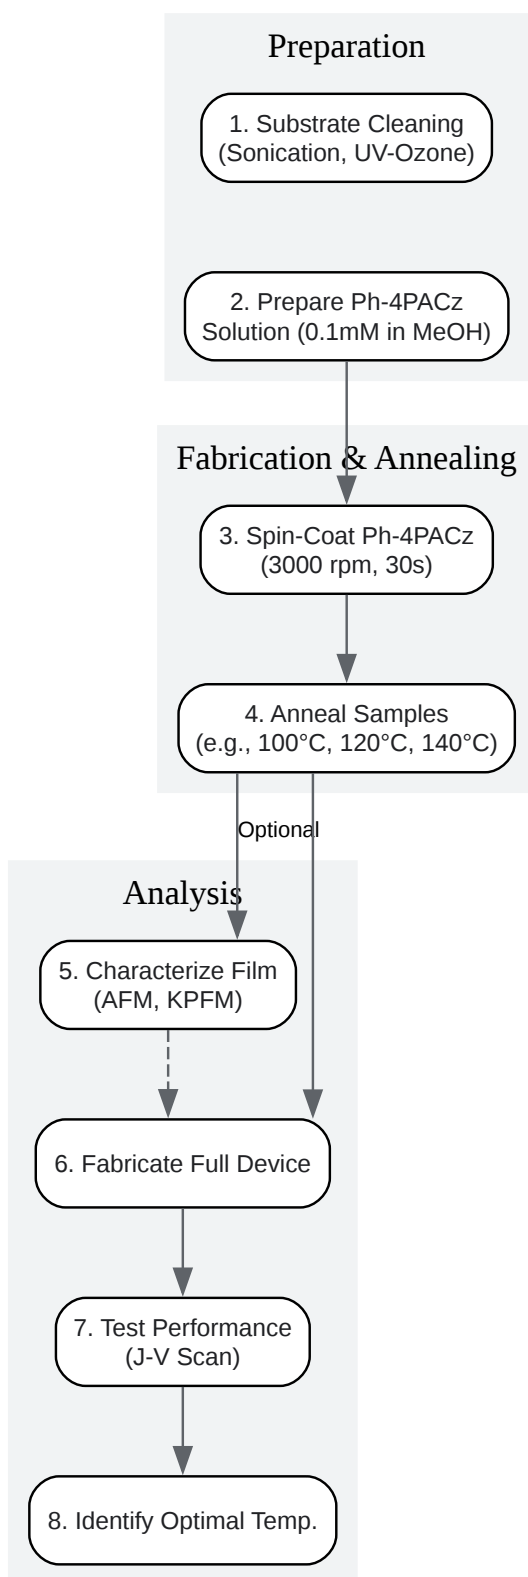 Preparation
1. Substrate Cleaning
(Sonication, UV-Ozone)
2. Prepare Ph-4PACz
Solution (0.1mM in MeOH)
Fabrication & Annealing
3. Spin-Coat Ph-4PACz
(3000 rpm, 30s)
4. Anneal Samples
(e.g., 100°C, 120°C, 140°C)
Optional
Analysis
5. Characterize Film
(AFM, KPFM)
6. Fabricate Full Device
7. Test Performance
(J-V Scan)
8. Identify Optimal Temp.